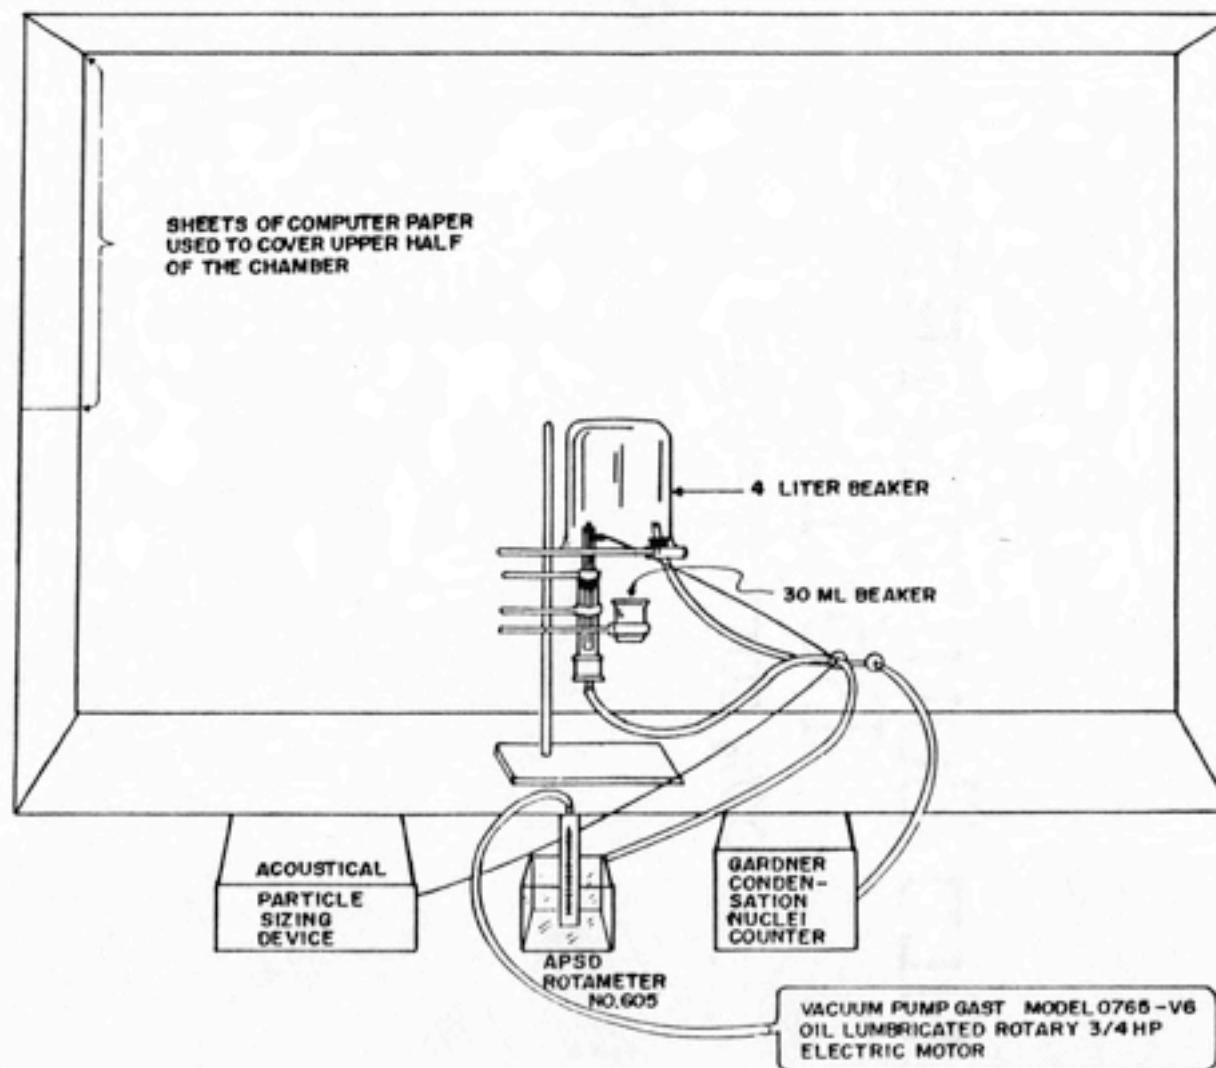 SHEETS OF COMPUTER PAPER
USED TO COVER UPPER HALF
OF THE CHAMBER
4 LITER BEAKER
30 ML BEAKER
ACOUSTICAL
PARTICLE
SIZING
DEVICE
APSD
ROTAMETER
NO.605
GARDNER
CONDEN-
SATION
NUCLEI
COUNTER
VACUUM PUMP GAST MODEL 0765-V6
OIL LUMBRICATED ROTARY 3/4 HP
ELECTRIC MOTOR